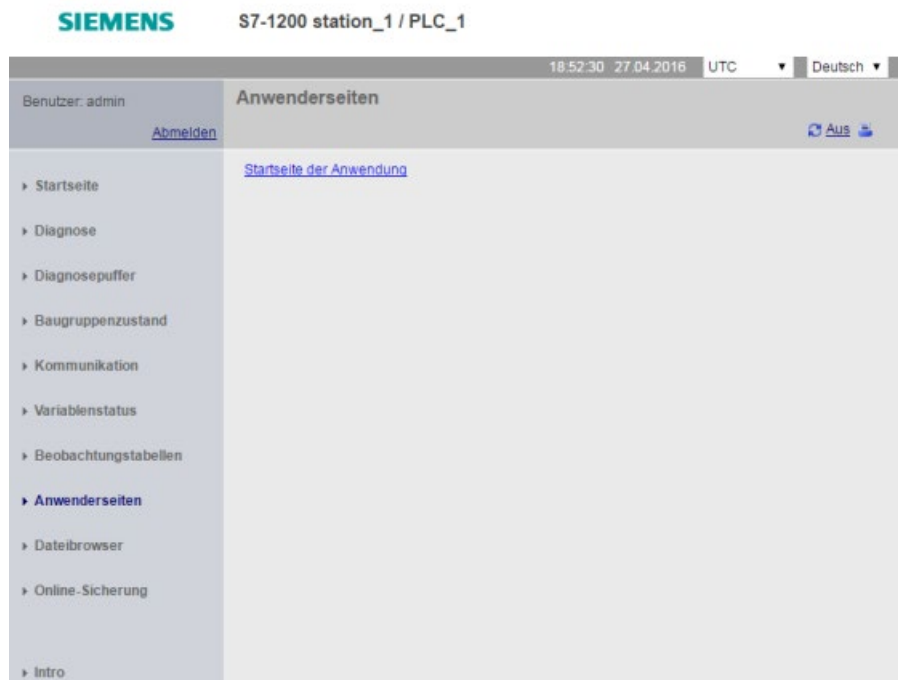 SIEMENS S7-1200 station_1 / PLC_1
18:52:30 27.04.2016 UTC Deutsch
Benutzer: admin
Abmelden
Anwenderseiten
Aus
Startseite der Anwendung
Startseite
Diagnose
Diagnosepuffer
Baugruppenzustand
Kommunikation
Variablenstatus
Beobachtungstabellen
Anwenderseiten
Dateibrowser
Online-Sicherung
Intro